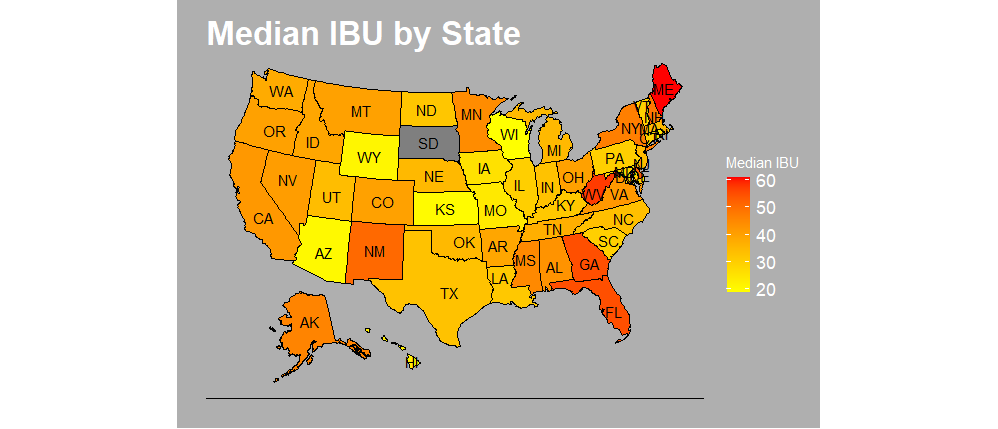 Median IBU by State
ME
WA
MT
ND
MN
OR
ID
SD
WI
NY
MI
WY
PA
IA
NE
NV
UT
CO
IL
IN
OH
WV
VA
CA
KS
MO
KY
NC
TN
AZ
NM
OK
AR
SC
MS
AL
GA
LA
TX
FL
AK
HI
Median IBU
60
50
40
30
20